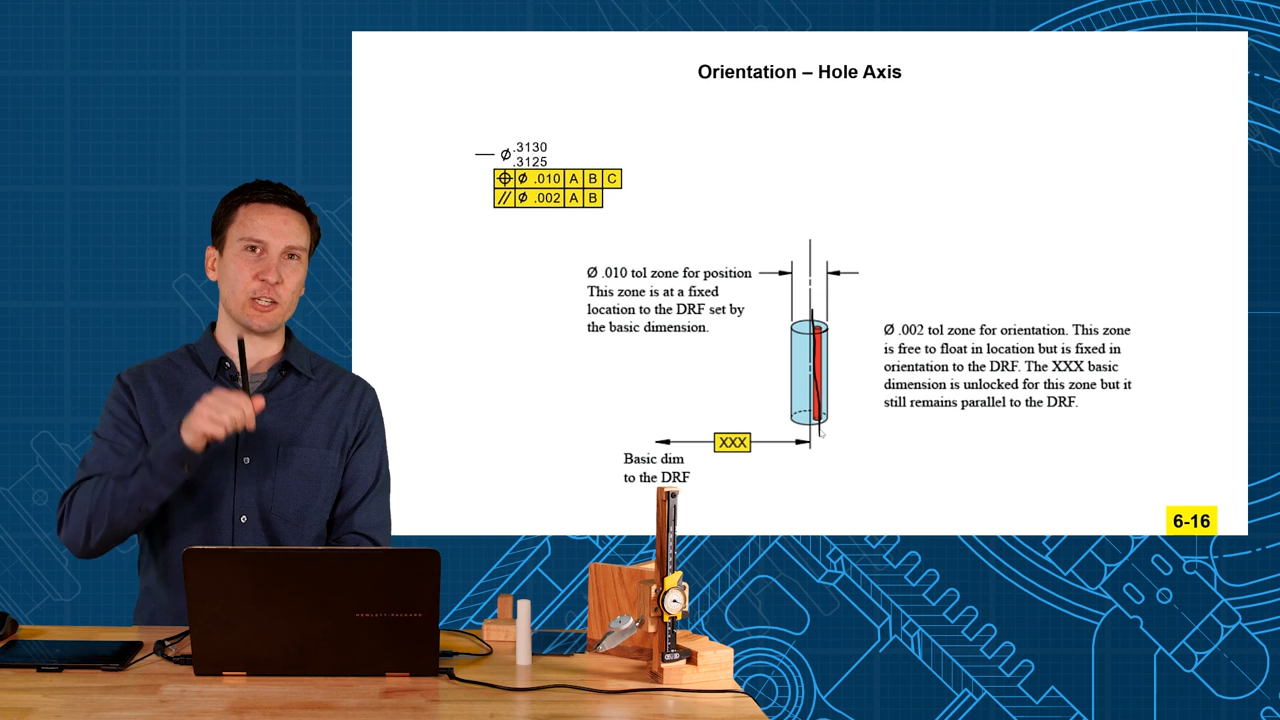 Orientation – Hole Axis
Ø .3130
.3125
⌖ Ø .010 A B C
// Ø .002 A B
Ø .010 tol zone for position
This zone is at a fixed
location to the DRF set by
the basic dimension.
Ø .002 tol zone for orientation. This zone
is free to float in location but is fixed in
orientation to the DRF. The XXX basic
dimension is unlocked for this zone but it
still remains parallel to the DRF.
XXX
Basic dim
to the DRF
6-16
HEWLETT-PACKARD